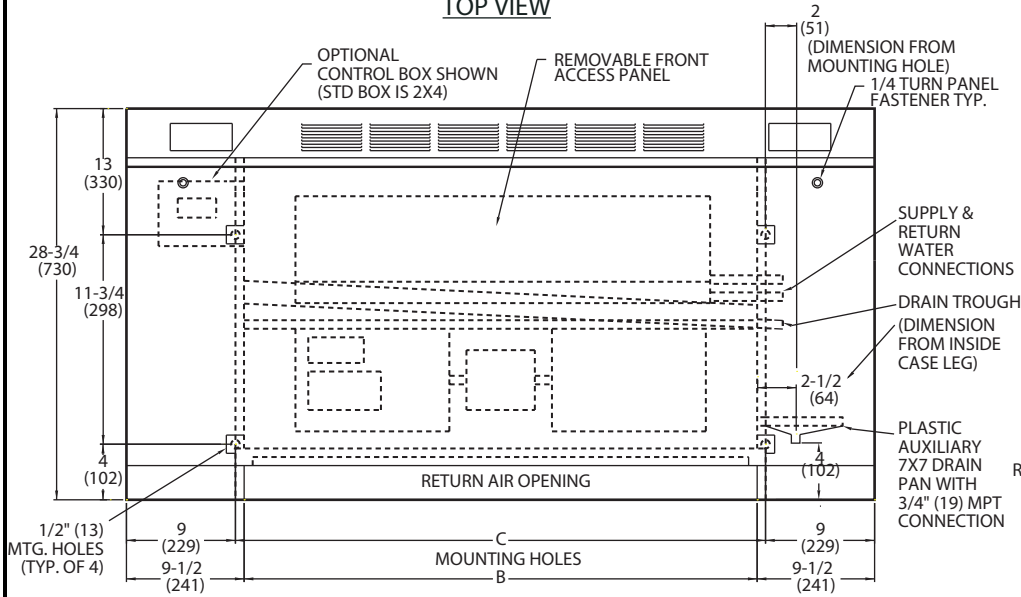 TOP VIEW
2
(51)
(DIMENSION FROM
MOUNTING HOLE)
OPTIONAL
CONTROL BOX SHOWN
(STD BOX IS 2X4)
REMOVABLE FRONT
ACCESS PANEL
1/4 TURN PANEL
FASTENER TYP.
13
(330)
28-3/4
(730)
11-3/4
(298)
SUPPLY &
RETURN
WATER
CONNECTIONS
DRAIN TROUGH
(DIMENSION
FROM INSIDE
CASE LEG)
2-1/2
(64)
PLASTIC
AUXILIARY
7X7 DRAIN
PAN WITH
3/4" (19) MPT
CONNECTION
R
4
(102)
4
(102)
RETURN AIR OPENING
1/2" (13)
MTG. HOLES
(TYP. OF 4)
9
(229)
C
MOUNTING HOLES
9
(229)
9-1/2
(241)
B
9-1/2
(241)